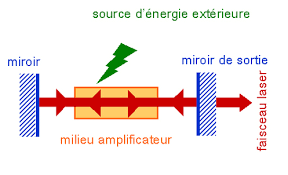 source d'énergie extérieure
miroir
miroir de sortie
milieu amplificateur
faisceau laser